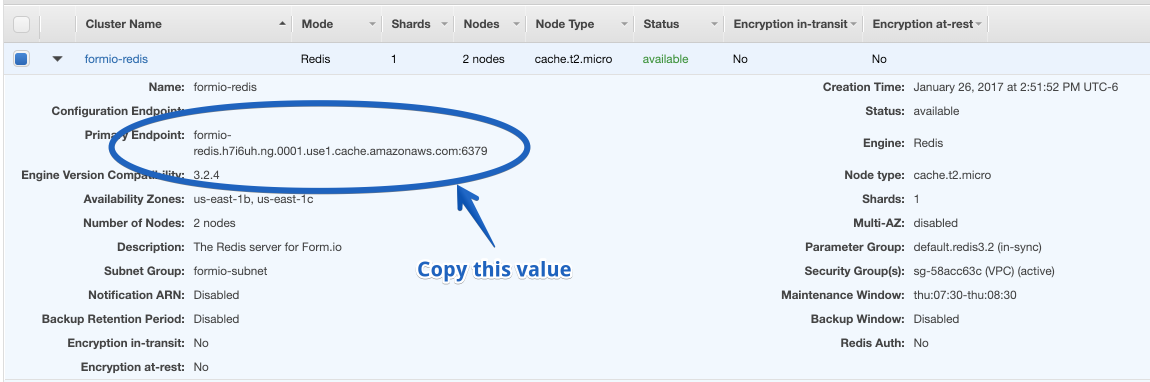 Cluster Name Mode Shards Nodes Node Type Status Encryption in-transit Encryption at-rest
formio-redis Redis 1 2 nodes cache.t2.micro available No No
Name: formio-redis
Configuration Endpoint:
Primary Endpoint: formio-
redis.h7i6uh.ng.0001.use1.cache.amazonaws.com:6379
Engine Version Compatibility: 3.2.4
Availability Zones: us-east-1b, us-east-1c
Number of Nodes: 2 nodes
Description: The Redis server for Form.io
Subnet Group: formio-subnet
Notification ARN: Disabled
Backup Retention Period: Disabled
Encryption in-transit: No
Encryption at-rest: No
Copy this value
Creation Time: January 26, 2017 at 2:51:52 PM UTC-6
Status: available
Engine: Redis
Node type: cache.t2.micro
Shards: 1
Multi-AZ: disabled
Parameter Group: default.redis3.2 (in-sync)
Security Group(s): sg-58acc63c (VPC) (active)
Maintenance Window: thu:07:30-thu:08:30
Backup Window: Disabled
Redis Auth: No